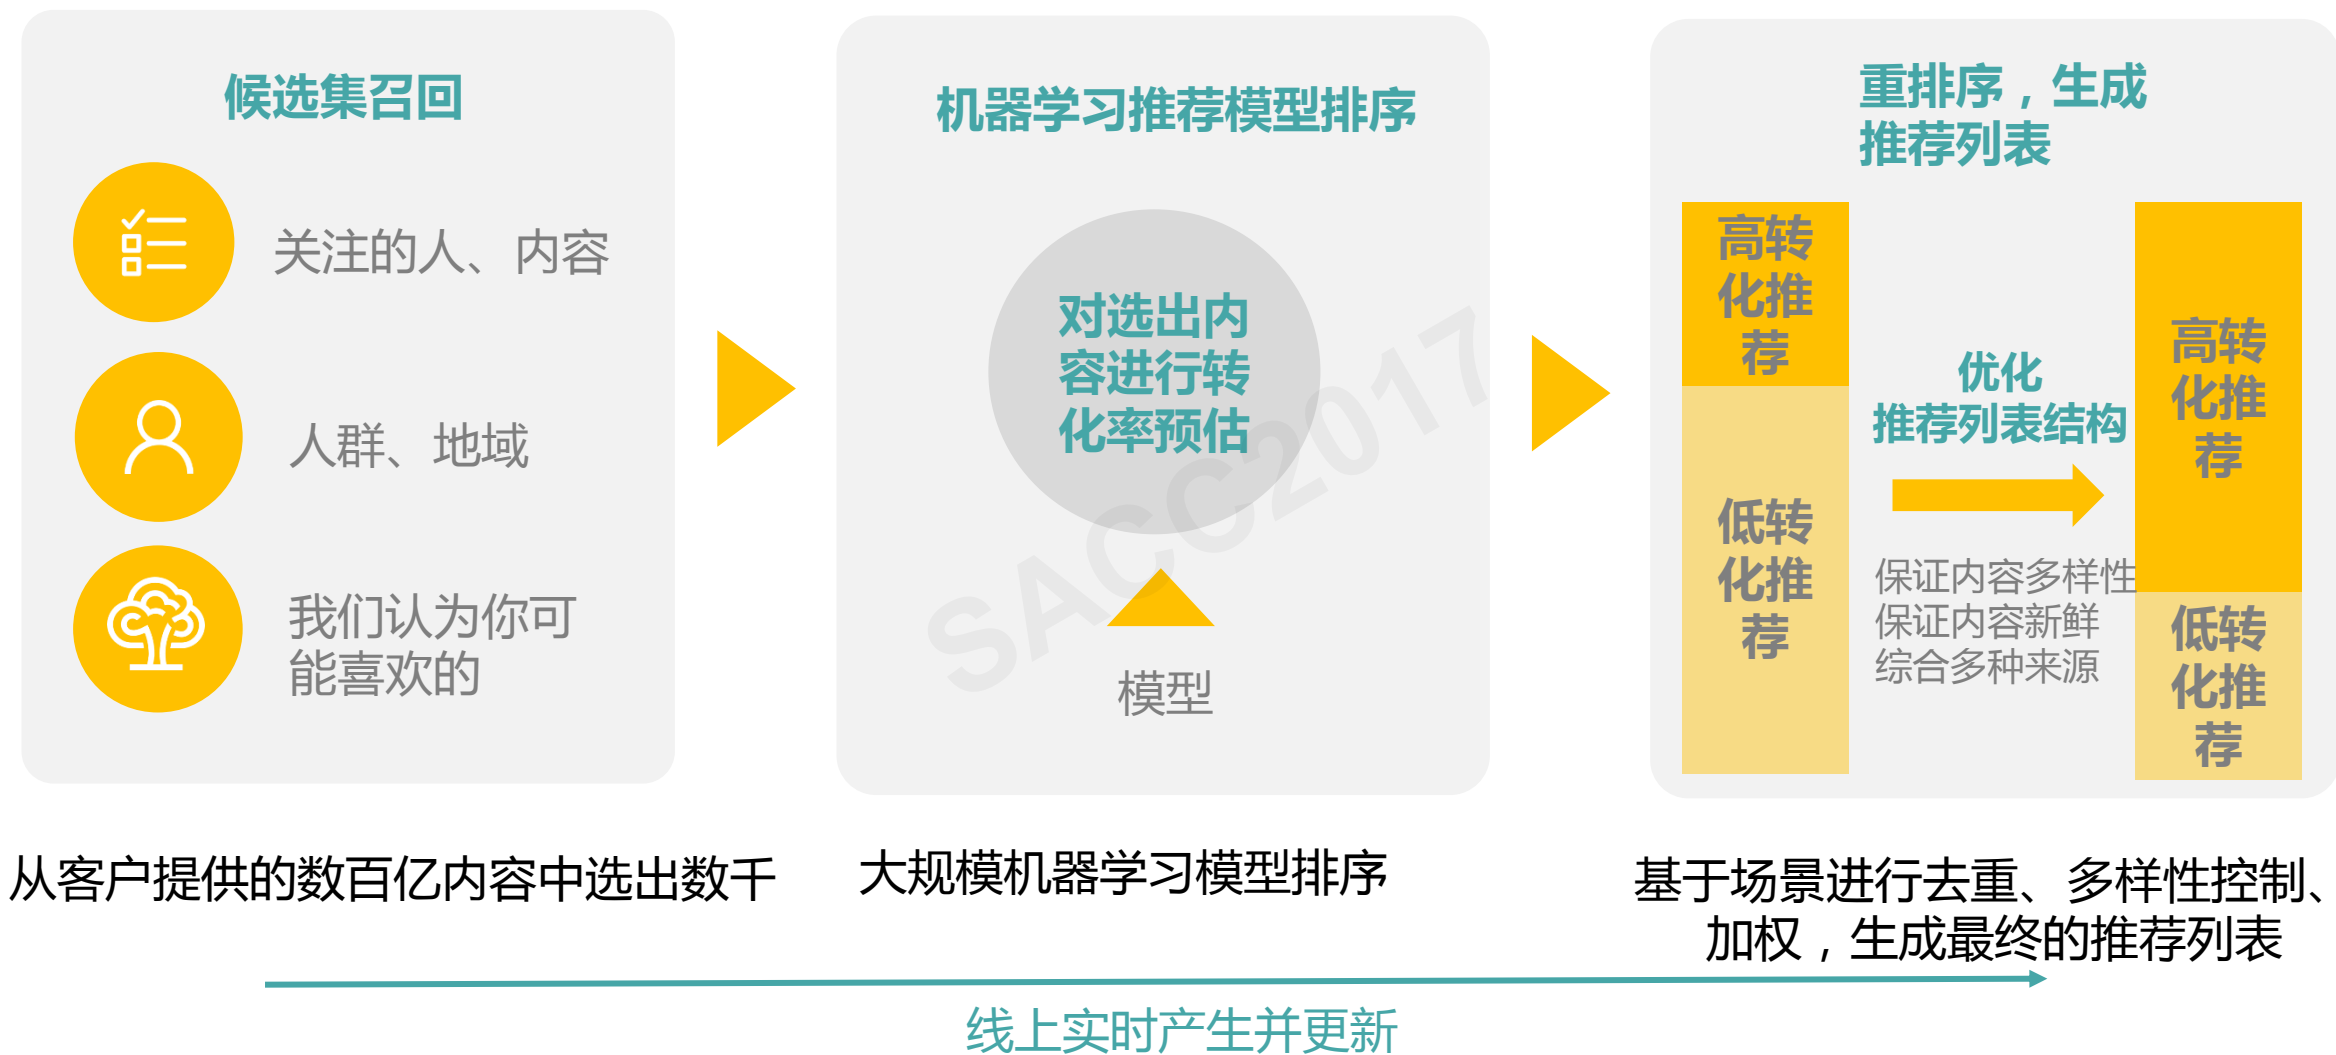 候选集召回
关注的人、内容
人群、地域
我们认为你可
能喜欢的
从客户提供的数百亿内容中选出数千
机器学习推荐模型排序
对选出内
容进行转
化率预估
模型
SACC2017
大规模机器学习模型排序
重排序，生成
推荐列表
高转
化推
荐
低转
化推
荐
优化
推荐列表结构
保证内容多样性
保证内容新鲜
综合多种来源
高转
化推
荐
低转
化推
荐
基于场景进行去重、多样性控制、
加权，生成最终的推荐列表
线上实时产生并更新